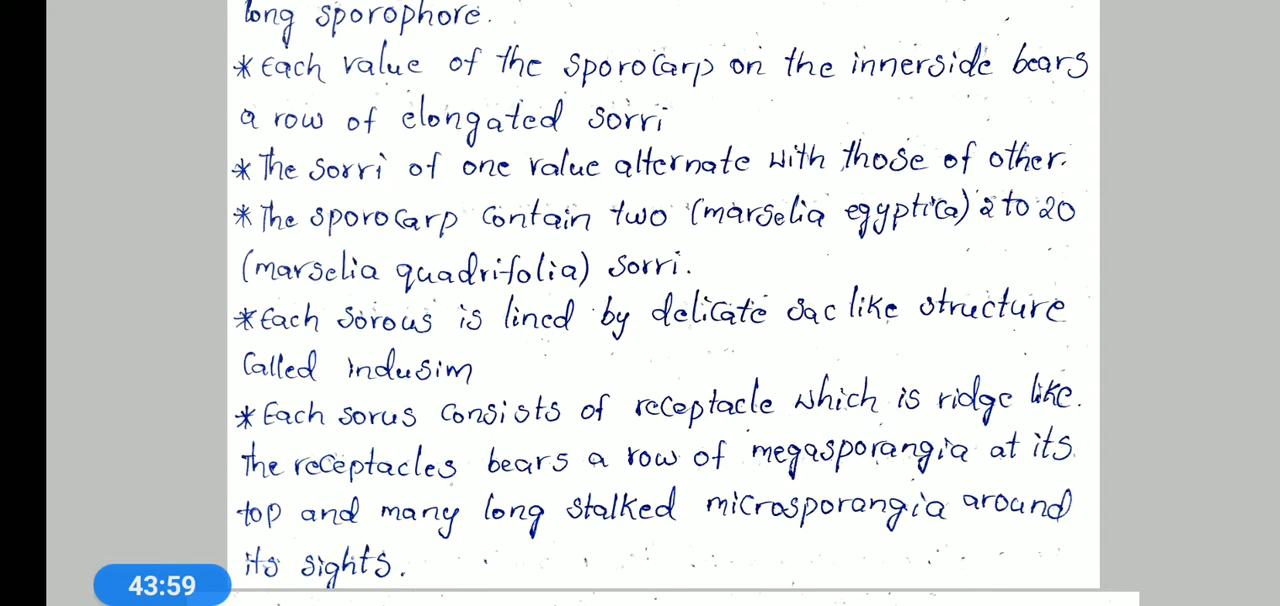 long sporophore.
* Each value of the sporocarp on the innerside bears
a row of elongated sorri
* The sorri of one value alternate with those of other.
* The sporocarp contain two (marselia egyptica) 2 to 20
(marselia quadrifolia) sorri.
* Each sorous is lined by delicate sac like structure
called indusim
* Each sorus consists of receptacle which is ridge like.
The receptacles bears a row of megasporangia at its
top and many long stalked microsporangia around
its sights.
43:59